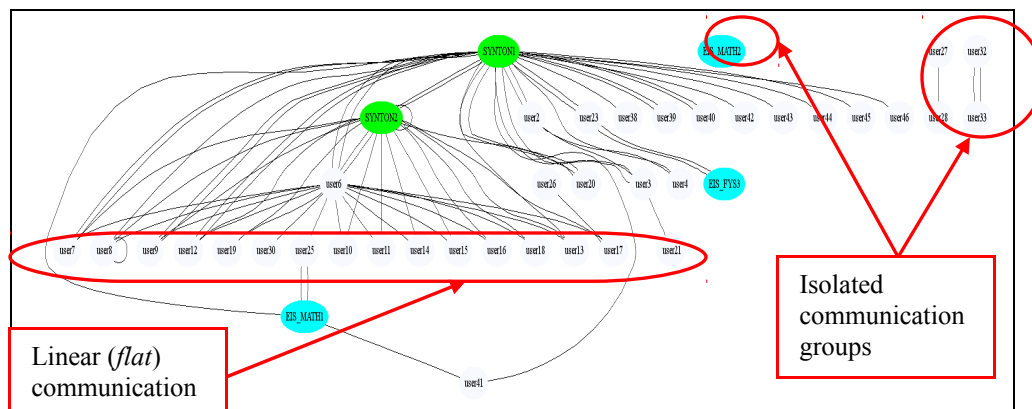 SYNTON1 EIS_MATH2 user27 user32
SYNTON2 user2 user23 user38 user39 user40 user42 user43 user44 user45 user46 user28 user33
user6 user26 user20 user3 user4 EIS_FYS3
user7 user8 user9 user12 user19 user30 user25 user10 user11 user14 user15 user16 user18 user13 user17 user21
EIS_MATH1
user41
Linear (flat)
communication
Isolated
communication
groups